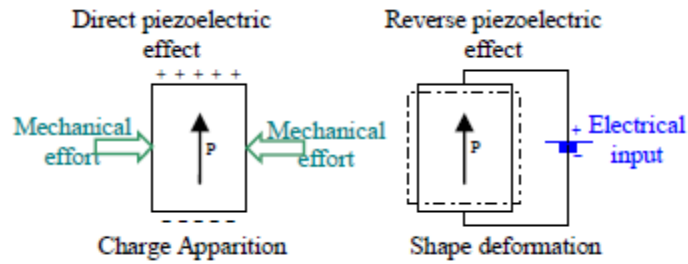 Direct piezoelectric
effect
+ + + + +
Mechanical
effort
P
Mechanical
effort
- - - - -
Charge Apparition
Reverse piezoelectric
effect
P
+
-
Electrical
input
Shape deformation